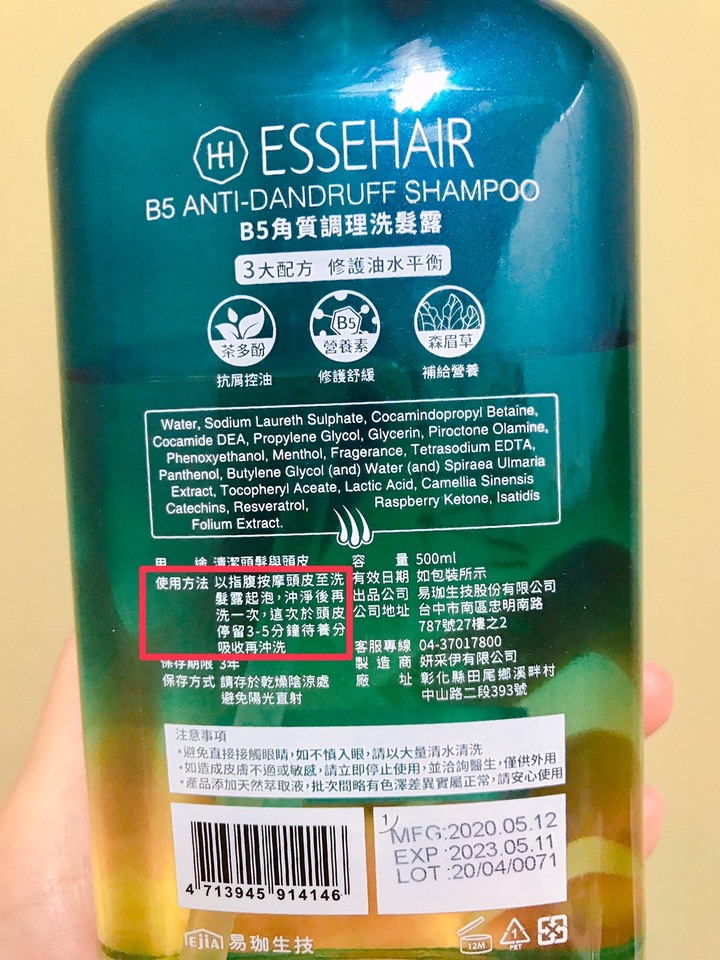 ESSEHAIR
B5 ANTI-DANDRUFF SHAMPOO
B5角質調理洗髮露
3大配方 修護油水平衡
茶多酚
B5
營養素
森眉草
抗屑控油
修護舒緩
補給營養
Water, Sodium Laureth Sulphate, Cocamindopropyl Betaine,
Cocamide DEA, Propylene Glycol, Glycerin, Piroctone Olamine,
Phenoxyethanol, Menthol, Fragerance, Tetrasodium EDTA,
Panthenol, Butylene Glycol (and) Water (and) Spiraea Ulmaria
Extract, Tocopheryl Aceate, Lactic Acid, Camellia Sinensis
Catechins, Resveratrol, Raspberry Ketone, Isatidis
Folium Extract.
用途 清潔頭髮與頭皮
使用方法 以指腹按摩頭皮至洗
髮露起泡，沖淨後再
洗一次，這次於頭皮
停留3-5分鐘待養分
吸收再沖洗
保存期限 3年
保存方式 請存於乾燥陰涼處
避免陽光直射
容量 500ml
有效日期 如包裝所示
出品公司 易珈生技股份有限公司
公司地址 台中市南區忠明南路
787號27樓之2
客服專線 04-37017800
製造商 妍采伊有限公司
廠址 彰化縣田尾鄉溪畔村
中山路二段393號
注意事項
•避免直接接觸眼睛，如不慎入眼，請以大量清水清洗
•如造成皮膚不適或敏感，請立即停止使用，並洽詢醫生，僅供外用
•產品添加天然萃取液，批次間略有色澤差異實屬正常，請安心使用
4 713945 914146
MFG:2020.05.12
EXP :2023.05.11
LOT :20/04/0071
EJiA 易珈生技
12M
1
PET